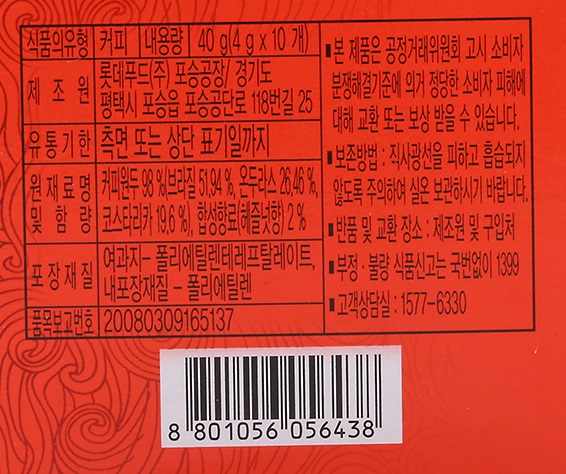 식품의유형 커피 내용량 40 g(4 g x 10 개)
제 조 원 롯데푸드(주) 포승공장/ 경기도
평택시 포승읍 포승공단로 118번길 25
유통기한 측면 또는 상단 표기일까지
원재료명 및 함량 커피원두 98 %(브라질 51,94 %, 온두라스 26,46 %,
코스타리카 19,6 %), 합성향료(헤즐넛향) 2 %
포장재질 여과지- 폴리에틸렌테레프탈레이트,
내포장재질 - 폴리에틸렌
품목보고번호 20080309165137
▪본 제품은 공정거래위원회 고시 소비자
분쟁해결기준에 의거 정당한 소비자 피해에
대해 교환 또는 보상 받을 수 있습니다.
▪보존방법 : 직사광선을 피하고 흡습되지
않도록 주의하여 실온 보관하시기 바랍니다.
▪반품 및 교환 장소 : 제조원 및 구입처
▪부정·불량 식품신고는 국번없이 1399
▪고객상담실 : 1577-6330
8 801056 056438